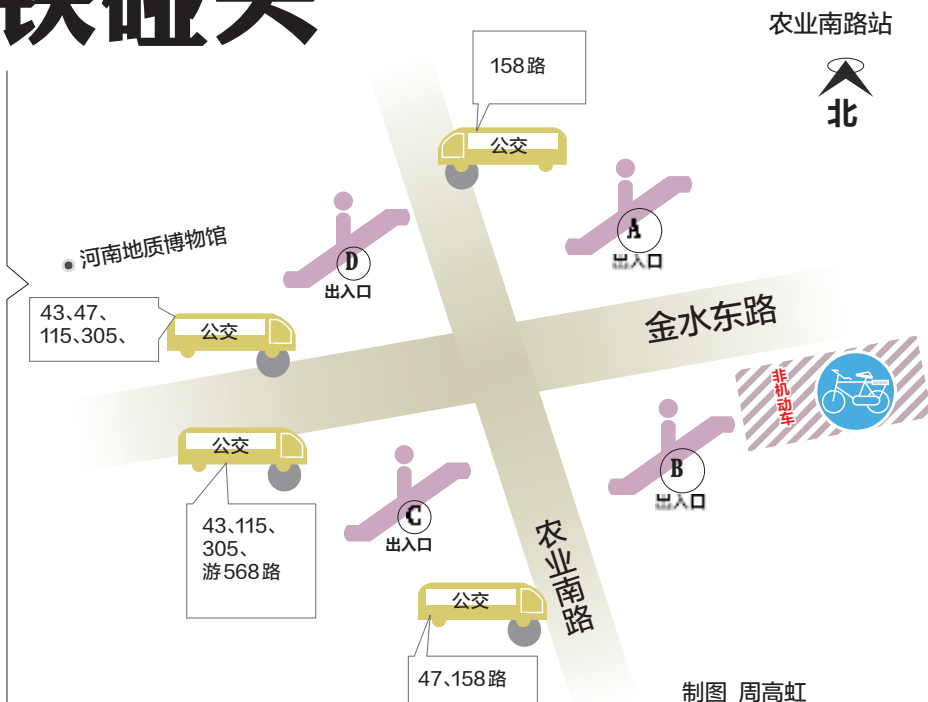 铁碰头
农业南路站
北
158路
公交
A
出入口
D
出入口
河南地质博物馆
43、47、
115、305、
公交
金水东路
非机动车
公交
B
出入口
C
出入口
43、115、
305、
游568路
农业南路
公交
47、158路
制图 周高虹